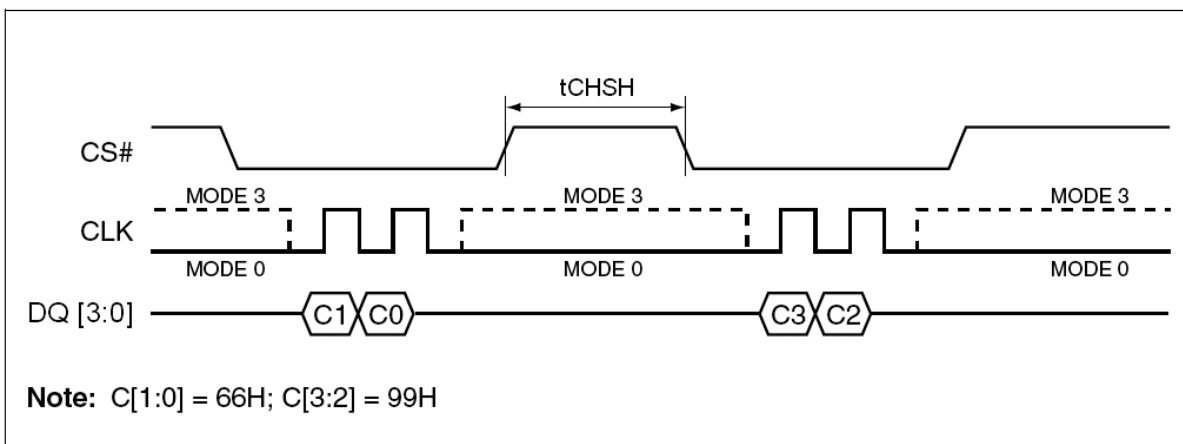 tCHSH
CS#
MODE 3 MODE 3 MODE 3
CLK
MODE 0 MODE 0 MODE 0
DQ [3:0] C1 C0 C3 C2
Note: C[1:0] = 66H; C[3:2] = 99H